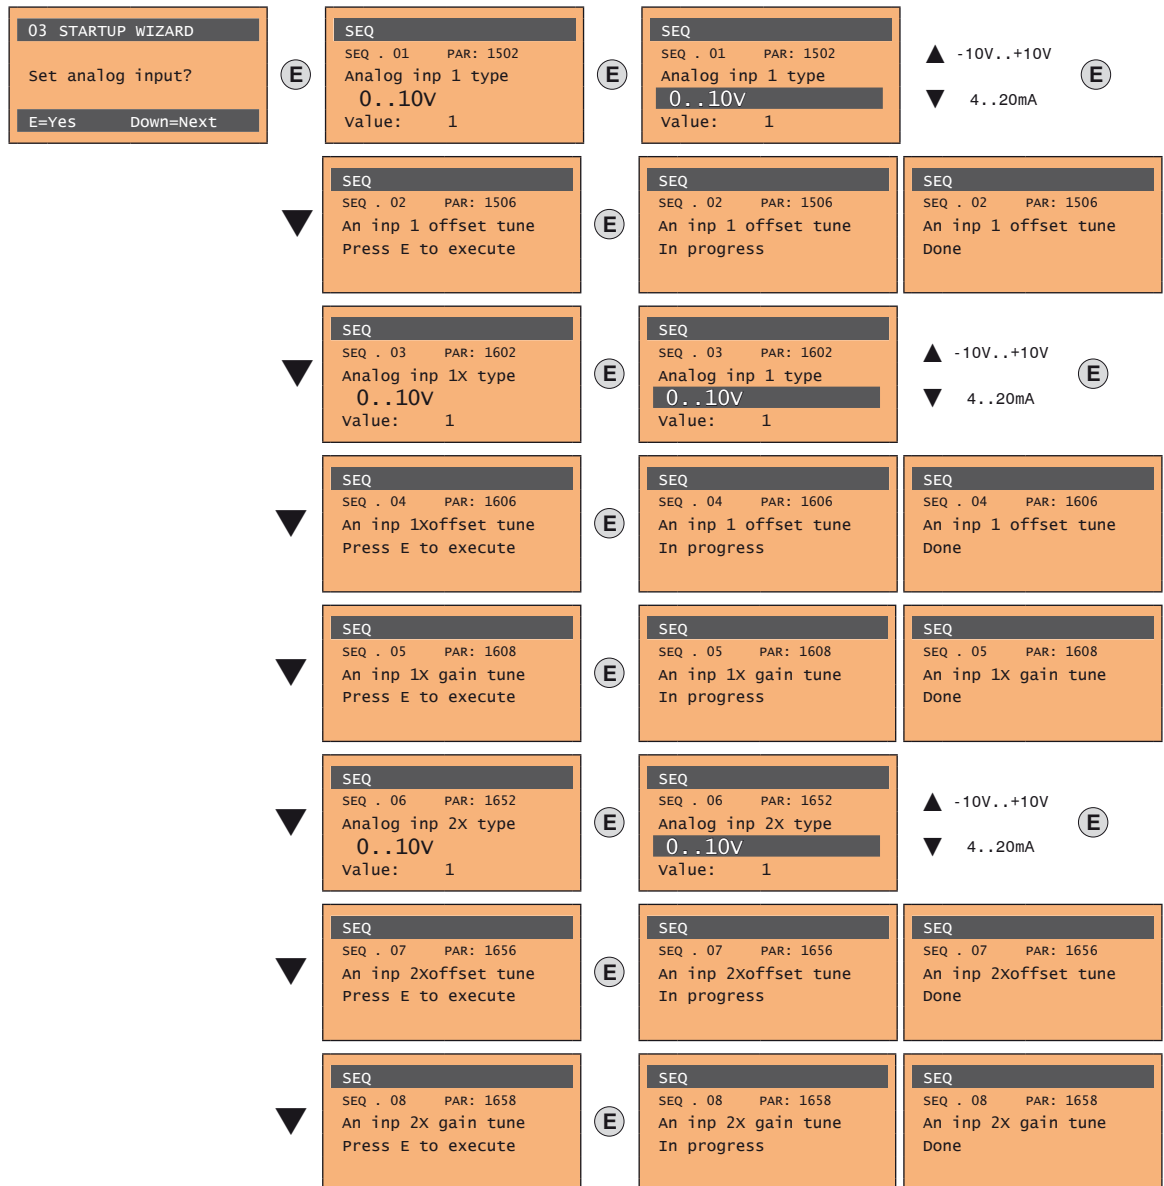 03 STARTUP WIZARD
Set analog input?
E=Yes Down=Next
E
SEQ
SEQ . 01 PAR: 1502
Analog inp 1 type
0..10V
Value: 1
E
SEQ
SEQ . 01 PAR: 1502
Analog inp 1 type
0..10V
Value: 1
▲ -10V..+10V
▼ 4..20mA
E
▼
SEQ
SEQ . 02 PAR: 1506
An inp 1 offset tune
Press E to execute
E
SEQ
SEQ . 02 PAR: 1506
An inp 1 offset tune
In progress
SEQ
SEQ . 02 PAR: 1506
An inp 1 offset tune
Done
▼
SEQ
SEQ . 03 PAR: 1602
Analog inp 1X type
0..10V
Value: 1
E
SEQ
SEQ . 03 PAR: 1602
Analog inp 1 type
0..10V
Value: 1
▲ -10V..+10V
▼ 4..20mA
E
▼
SEQ
SEQ . 04 PAR: 1606
An inp 1Xoffset tune
Press E to execute
E
SEQ
SEQ . 04 PAR: 1606
An inp 1 offset tune
In progress
SEQ
SEQ . 04 PAR: 1606
An inp 1 offset tune
Done
▼
SEQ
SEQ . 05 PAR: 1608
An inp 1X gain tune
Press E to execute
E
SEQ
SEQ . 05 PAR: 1608
An inp 1X gain tune
In progress
SEQ
SEQ . 05 PAR: 1608
An inp 1X gain tune
Done
▼
SEQ
SEQ . 06 PAR: 1652
Analog inp 2X type
0..10V
Value: 1
E
SEQ
SEQ . 06 PAR: 1652
Analog inp 2X type
0..10V
Value: 1
▲ -10V..+10V
▼ 4..20mA
E
▼
SEQ
SEQ . 07 PAR: 1656
An inp 2Xoffset tune
Press E to execute
E
SEQ
SEQ . 07 PAR: 1656
An inp 2Xoffset tune
In progress
SEQ
SEQ . 07 PAR: 1656
An inp 2Xoffset tune
Done
▼
SEQ
SEQ . 08 PAR: 1658
An inp 2X gain tune
Press E to execute
E
SEQ
SEQ . 08 PAR: 1658
An inp 2X gain tune
In progress
SEQ
SEQ . 08 PAR: 1658
An inp 2X gain tune
Done